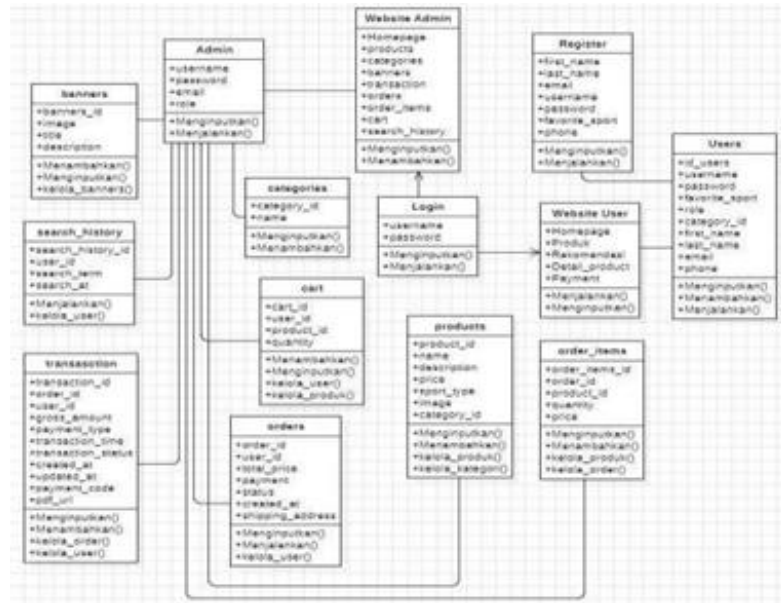 Website Admin
+Homepage
+products
+categories
+banners
+transaction
+orders
+order_items
+cart
+search_history
+Menginputkan()
+Menambahkan()
Admin
+username
+password
+email
+role
+Menginputkan()
+Menjalankan()
Register
+first_name
+last_name
+email
+username
+password
+favorite_sport
+phone
+Menginputkan()
+Menjalankan()
banners
+banners_id
+image
+title
+description
+Menambahkan()
+Menginputkan()
+kelola_banners()
Users
+id_users
+username
+password
+favorite_sport
+role
+category_id
+first_name
+last_name
+email
+phone
+Menginputkan()
+Menambahkan()
+Menjalankan()
categories
+category_id
+name
+Menginputkan()
+Menambahkan()
Login
+username
+password
+Menginputkan()
+Menjalankan()
Website User
+Homepage
+Produk
+Rekomendasi
+Detail_product
+Payment
+Menjalankan()
+Menginputkan()
search_history
+search_history_id
+user_id
+search_term
+search_at
+Menjalankan()
+kelola_user()
cart
+cart_id
+user_id
+product_id
+quantity
+Menambahkan()
+Menginputkan()
+kelola_user()
+kelola_produk()
products
+product_id
+name
+description
+price
+sport_type
+image
+category_id
+Menginputkan()
+Menambahkan()
+kelola_produk()
+kelola_kategori()
order_items
+order_items_id
+order_id
+product_id
+quantity
+price
+Menginputkan()
+Menambahkan()
+kelola_produk()
+kelola_order()
transasction
+transaction_id
+order_id
+user_id
+gross_amount
+payment_type
+transaction_time
+transaction_status
+created_at
+updated_at
+payment_code
+pdf_url
+Menginputkan()
+Menambahkan()
+kelola_order()
+kelola_user()
orders
+order_id
+user_id
+total_price
+payment
+status
+created_at
+shipping_address
+Menginputkan()
+Menjalankan()
+kelola_user()